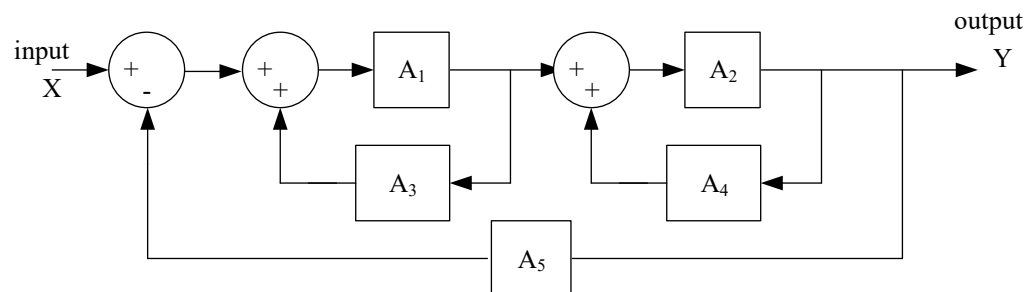 input
X
+
-
+
+
A₁
+
+
A₂
output
Y
A₃
A₄
A₅